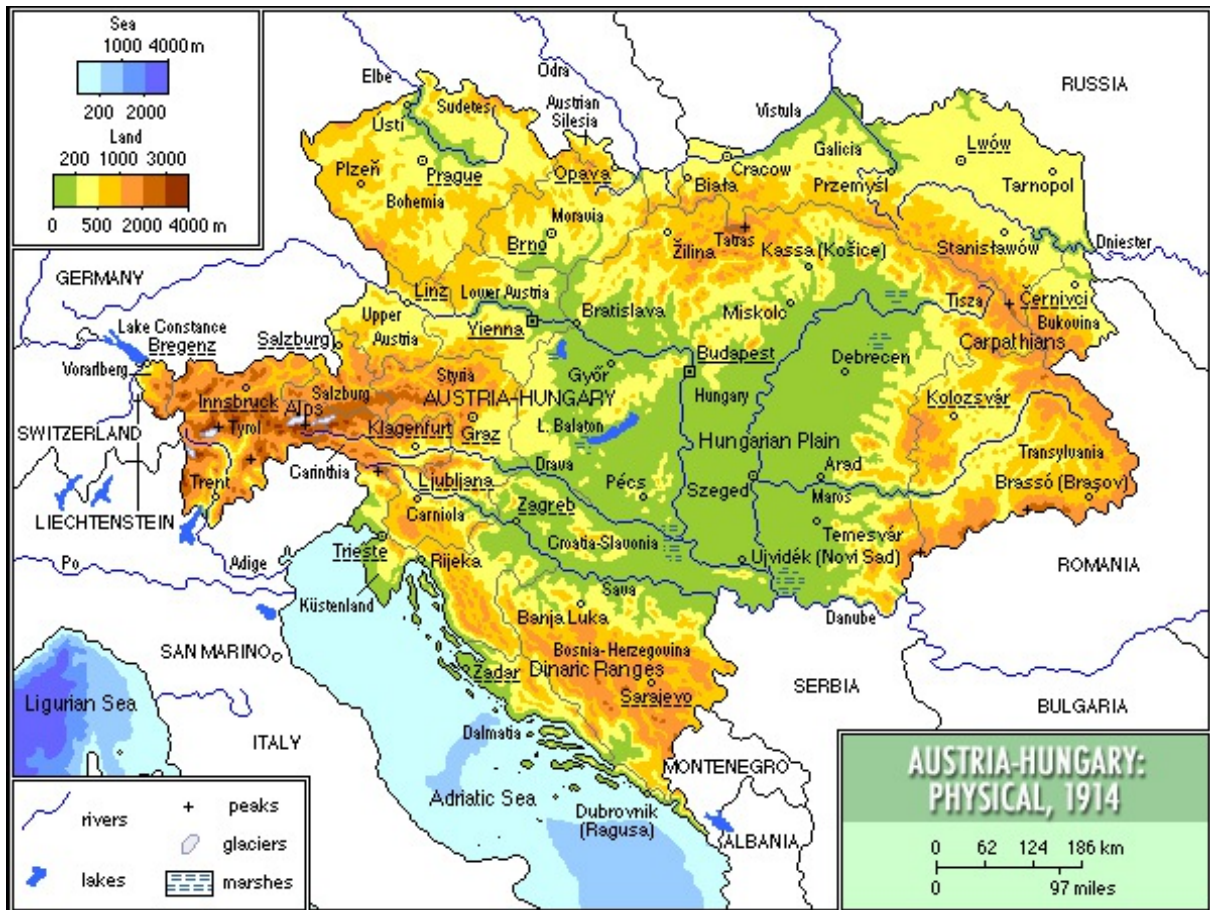 Sea
1000 4000 m
200 2000
Land
200 1000 3000
0 500 2000 4000 m
Elbe
Odra
Sudetes
Austrian
Silesia
Vistula
RUSSIA
Ústí
Galicia
Lwów
Plzeň
Prague
Opava
Cracow
Biała
Przemyśl
Tarnopol
Bohemia
Moravia
Brno
Žilina
Tatras
Kassa (Košice)
Stanisławów
Dniester
GERMANY
Linz
Lower Austria
Bratislava
Miskolc
Tisza
Černivci
Bukovina
Lake Constance
Bregenz
Salzburg
Upper
Austria
Vienna
Budapest
Debrecen
Carpathians
Vorarlberg
Innsbruck
Salzburg
Styria
Győr
Hungary
Kolozsvár
AUSTRIA-HUNGARY
Alps
Tyrol
Klagenfurt
Graz
L. Balaton
Hungarian Plain
Transylvania
SWITZERLAND
Carinthia
Drava
Arad
Trent
Ljubljana
Pécs
Szeged
Maros
Brassó (Brașov)
LIECHTENSTEIN
Carniola
Zagreb
Temesvár
Trieste
Rijeka
Croatia-Slavonia
Ujvidék (Novi Sad)
Po
Adige
ROMANIA
Küstenland
Sava
Banja Luka
Danube
SAN MARINO
Bosnia-Herzegovina
Dinaric Ranges
Zadar
Sarajevo
SERBIA
Ligurian Sea
BULGARIA
ITALY
Dalmatia
MONTENEGRO
Adriatic Sea
Dubrovnik
(Ragusa)
ALBANIA
rivers
peaks
glaciers
lakes
marshes
AUSTRIA-HUNGARY:
PHYSICAL, 1914
0 62 124 186 km
0 97 miles